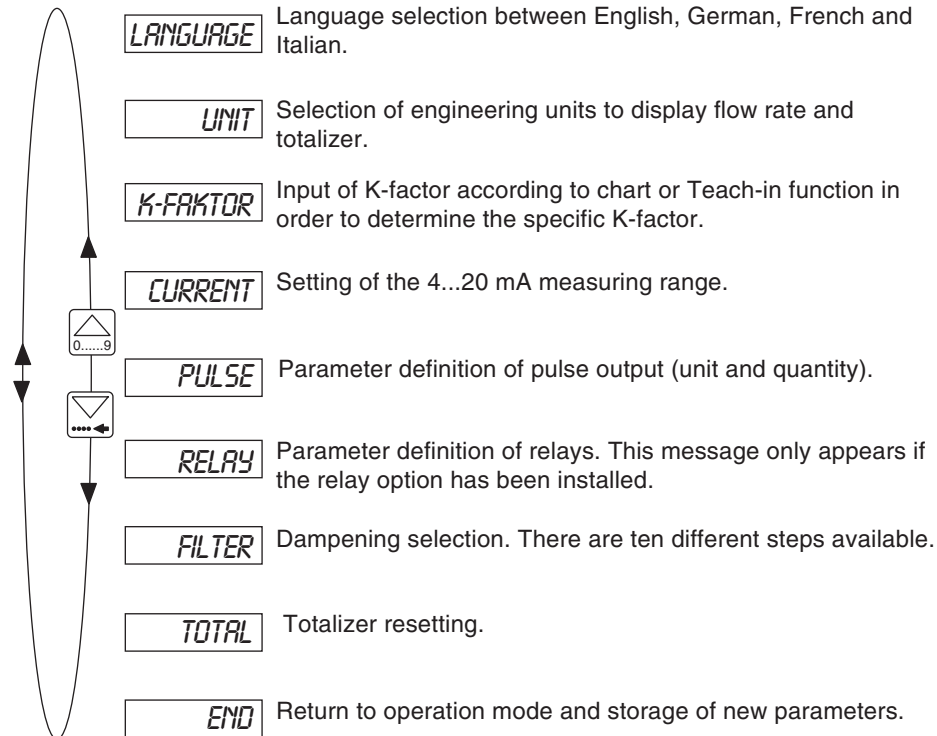 LANGUAGE
Language selection between English, German, French and
Italian.
UNIT
Selection of engineering units to display flow rate and
totalizer.
K-FAKTOR
Input of K-factor according to chart or Teach-in function in
order to determine the specific K-factor.
CURRENT
Setting of the 4...20 mA measuring range.
0......9
PULSE
Parameter definition of pulse output (unit and quantity).
RELAY
Parameter definition of relays. This message only appears if
the relay option has been installed.
FILTER
Dampening selection. There are ten different steps available.
TOTAL
Totalizer resetting.
END
Return to operation mode and storage of new parameters.